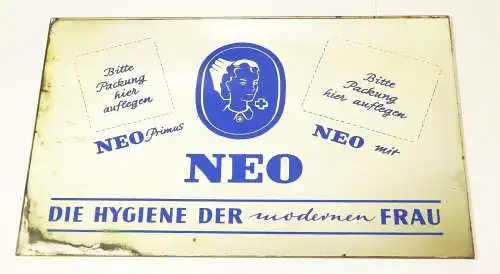 Bitte
Packung
hier
auflegen
NEO Primus
Bitte
Packung
hier auflegen
NEO mit
NEO
DIE HYGIENE DER modernen FRAU